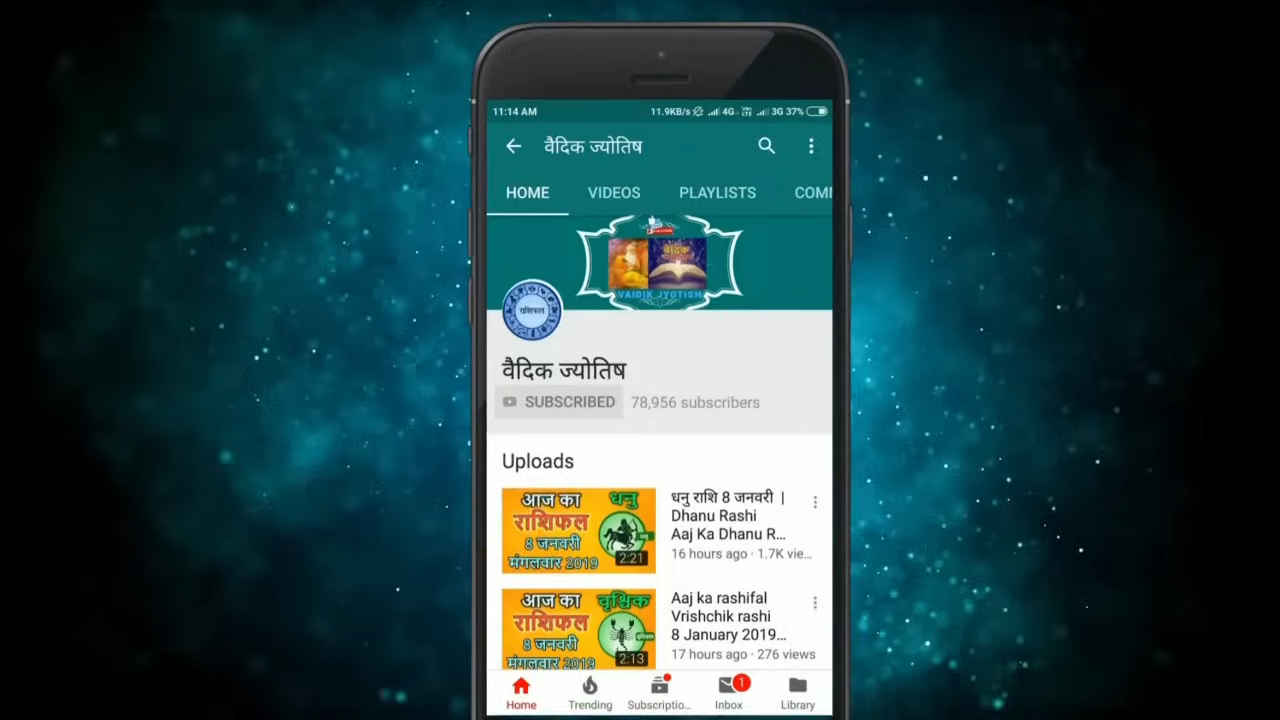 11:14 AM
11.9KB/s 4G 3G 37%
वैदिक ज्योतिष
HOME VIDEOS PLAYLISTS COMM
वैदिक
VAIDIK JYOTISH
राशिफल
वैदिक ज्योतिष
SUBSCRIBED 78,956 subscribers
Uploads
आज का धनु
राशिफल
8 जनवरी
मंगलवार 2019
2:21
धनु राशि 8 जनवरी |
Dhanu Rashi
Aaj Ka Dhanu R...
16 hours ago · 1.7K vie...
आज का वृश्चिक
राशिफल
8 जनवरी
मंगलवार 2019
2:13
Aaj ka rashifal
Vrishchik rashi
8 January 2019...
17 hours ago · 276 views
1
Home Trending Subscriptio... Inbox Library